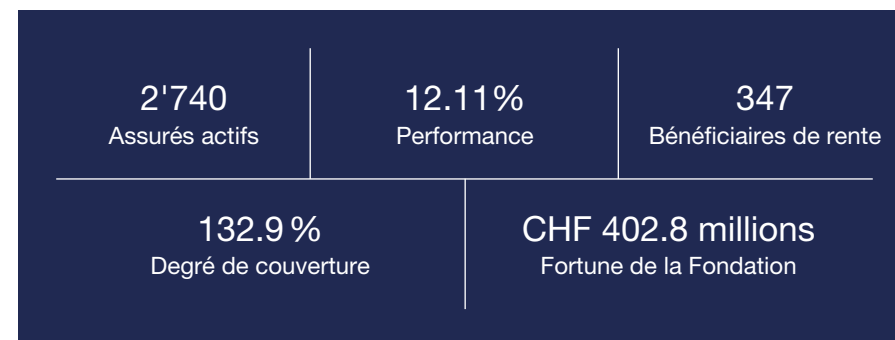 2'740
Assurés actifs
12.11%
Performance
347
Bénéficiaires de rente
132.9 %
Degré de couverture
CHF 402.8 millions
Fortune de la Fondation